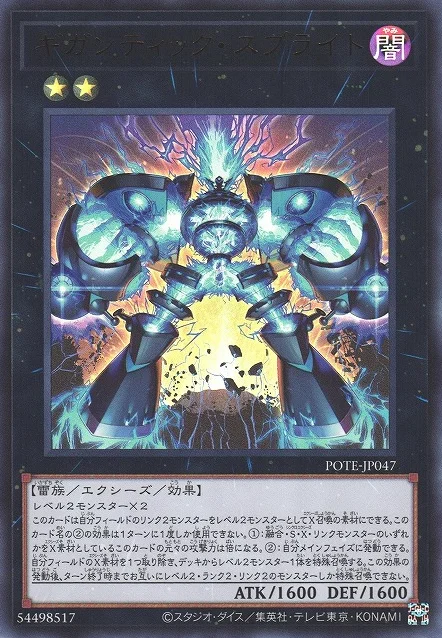 ギガンティック・スプライト
闇
やみ
POTE-JP047
【雷族／エクシーズ／効果】
レベル２モンスター×２
このカードは自分フィールドのリンク２モンスターをレベル２モンスターとしてX召喚の素材にできる。この
カード名の②の効果は１ターンに１度しか使用できない。①：融合・S・X・リンクモンスターのいずれ
かをX素材としているこのカードの元々の攻撃力は倍になる。②：自分メインフェイズに発動できる。
自分フィールドのX素材を１つ取り除き、デッキからレベル２モンスター１体を特殊召喚する。この効果の
発動後、ターン終了時までお互いにレベル２・ランク２・リンク２のモンスターしか特殊召喚できない。
ATK/1600 DEF/1600
54498517
©スタジオ・ダイス／集英社・テレビ東京・KONAMI